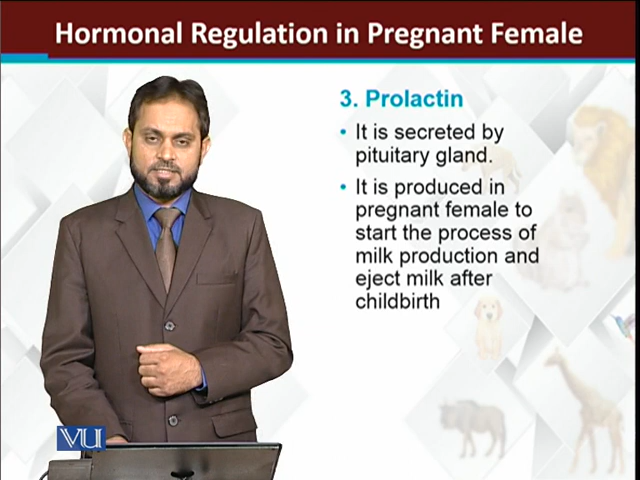 Hormonal Regulation in Pregnant Female
3. Prolactin
• It is secreted by
pituitary gland.
• It is produced in
pregnant female to
start the process of
milk production and
eject milk after
childbirth
VU